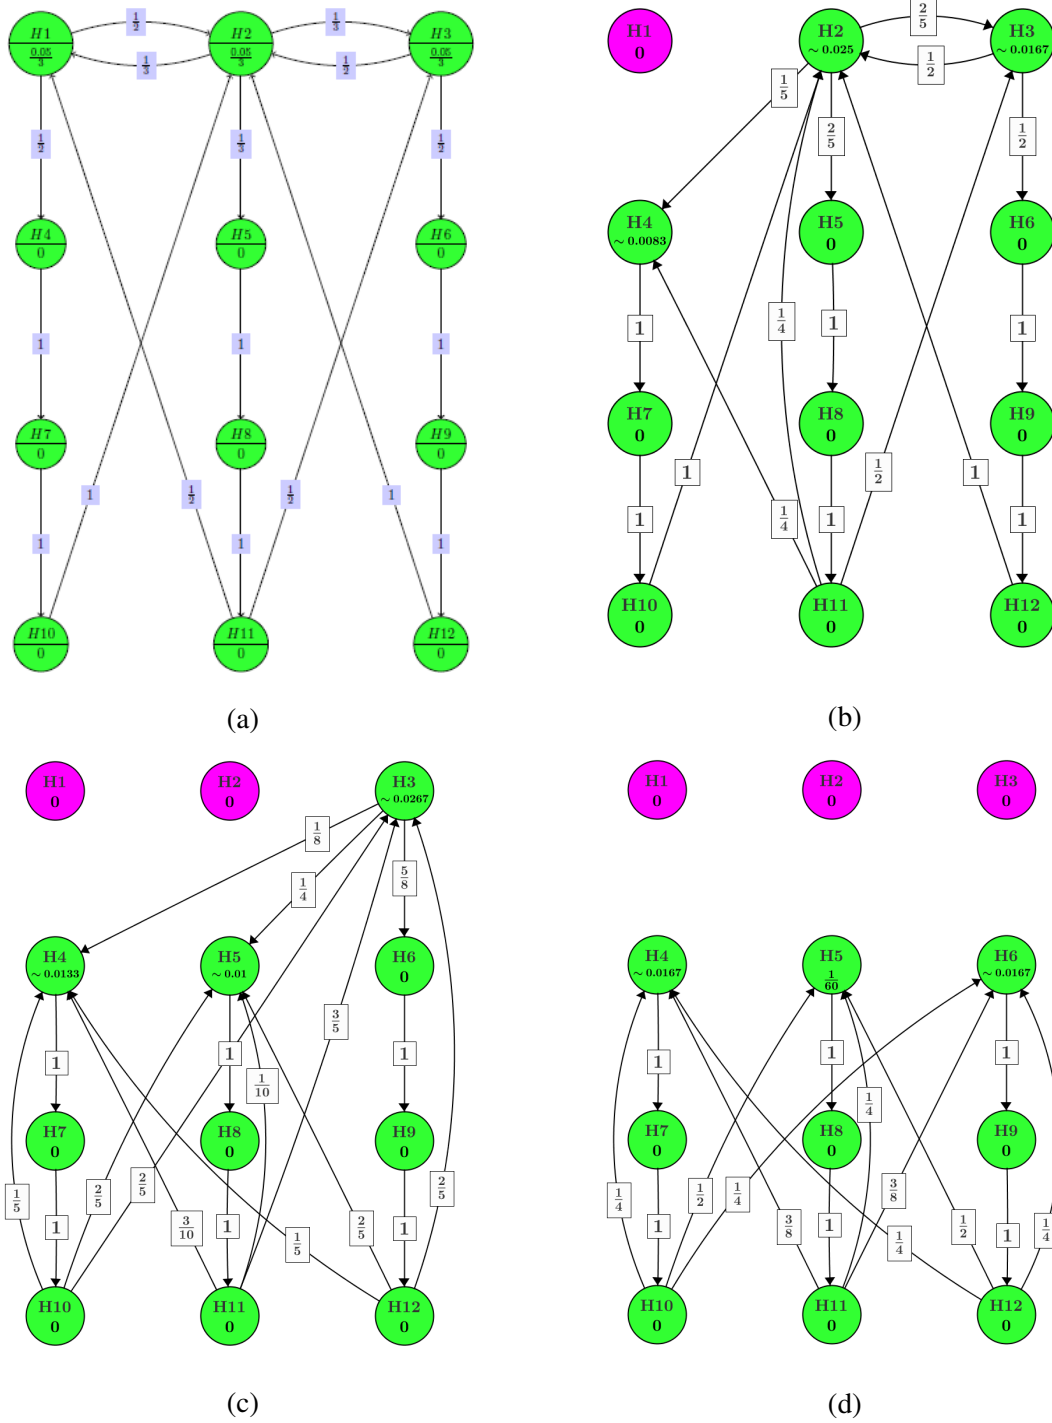 H1 H2 H3
0.05/3 0.05/3 0.05/3
1/2 1/3
1/3 1/2
1/2 1/3 1/2
H4 H5 H6
0 0 0
1 1 1
H7 H8 H9
0 0 0
1 1/2 1/2 1
1 1 1
H10 H11 H12
0 0 0
(a)
H1 H2 H3
0 ~ 0.025 ~ 0.0167
2/5
1/2
1/5 2/5 1/2
H4 H5 H6
~ 0.0083 0 0
1 1/4 1 1
H7 H8 H9
0 0 0
1 1/2 1
1 1/4 1 1
H10 H11 H12
0 0 0
(b)
H1 H2 H3
0 0 ~ 0.0267
1/8 1/4 5/8
H4 H5 H6
~ 0.0133 ~ 0.01 0
3/5
1 1 1/10 1
H7 H8 H9
0 0 0
1/5 2/5 2/5 2/5
1 3/10 1 1/5 2/5 1
H10 H11 H12
0 0 0
(c)
H1 H2 H3
0 0 0
H4 H5 H6
~ 0.0167 1/60 ~ 0.0167
1 1 1/4 1
H7 H8 H9
0 0 0
1/4 1/2 1/4 3/8
1 3/8 1 1/4 1/2 1 1/4
H10 H11 H12
0 0 0
(d)